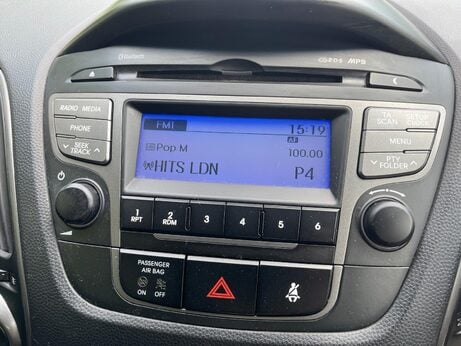 Bluetooth
CD·R·D·S MP3
RADIO MEDIA
PHONE
SEEK
TRACK
FM1
15:19
AF
Pop M
100.00
HITS LDN
P4
TA
SCAN
SETUP
CLOCK
MENU
PTY
FOLDER
1
RPT
2
RDM
3
4
5
6
PASSENGER
AIR BAG
ON OFF